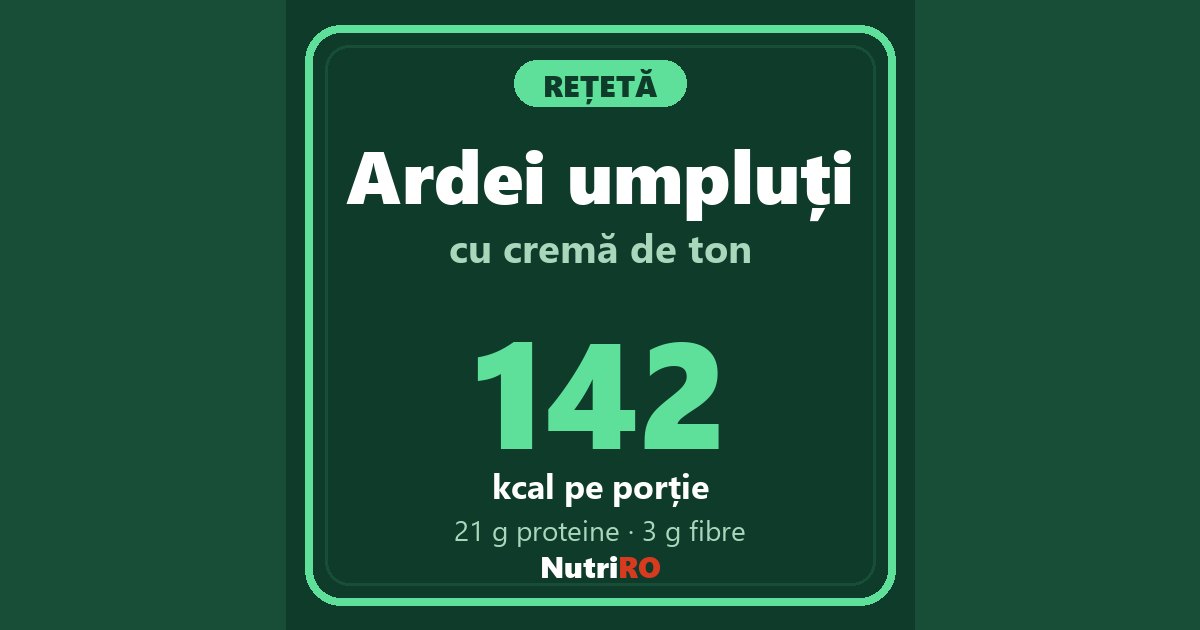 REȚETĂ
Ardei umpluți
cu cremă de ton
142
kcal pe porție
21 g proteine · 3 g fibre
NutriRO